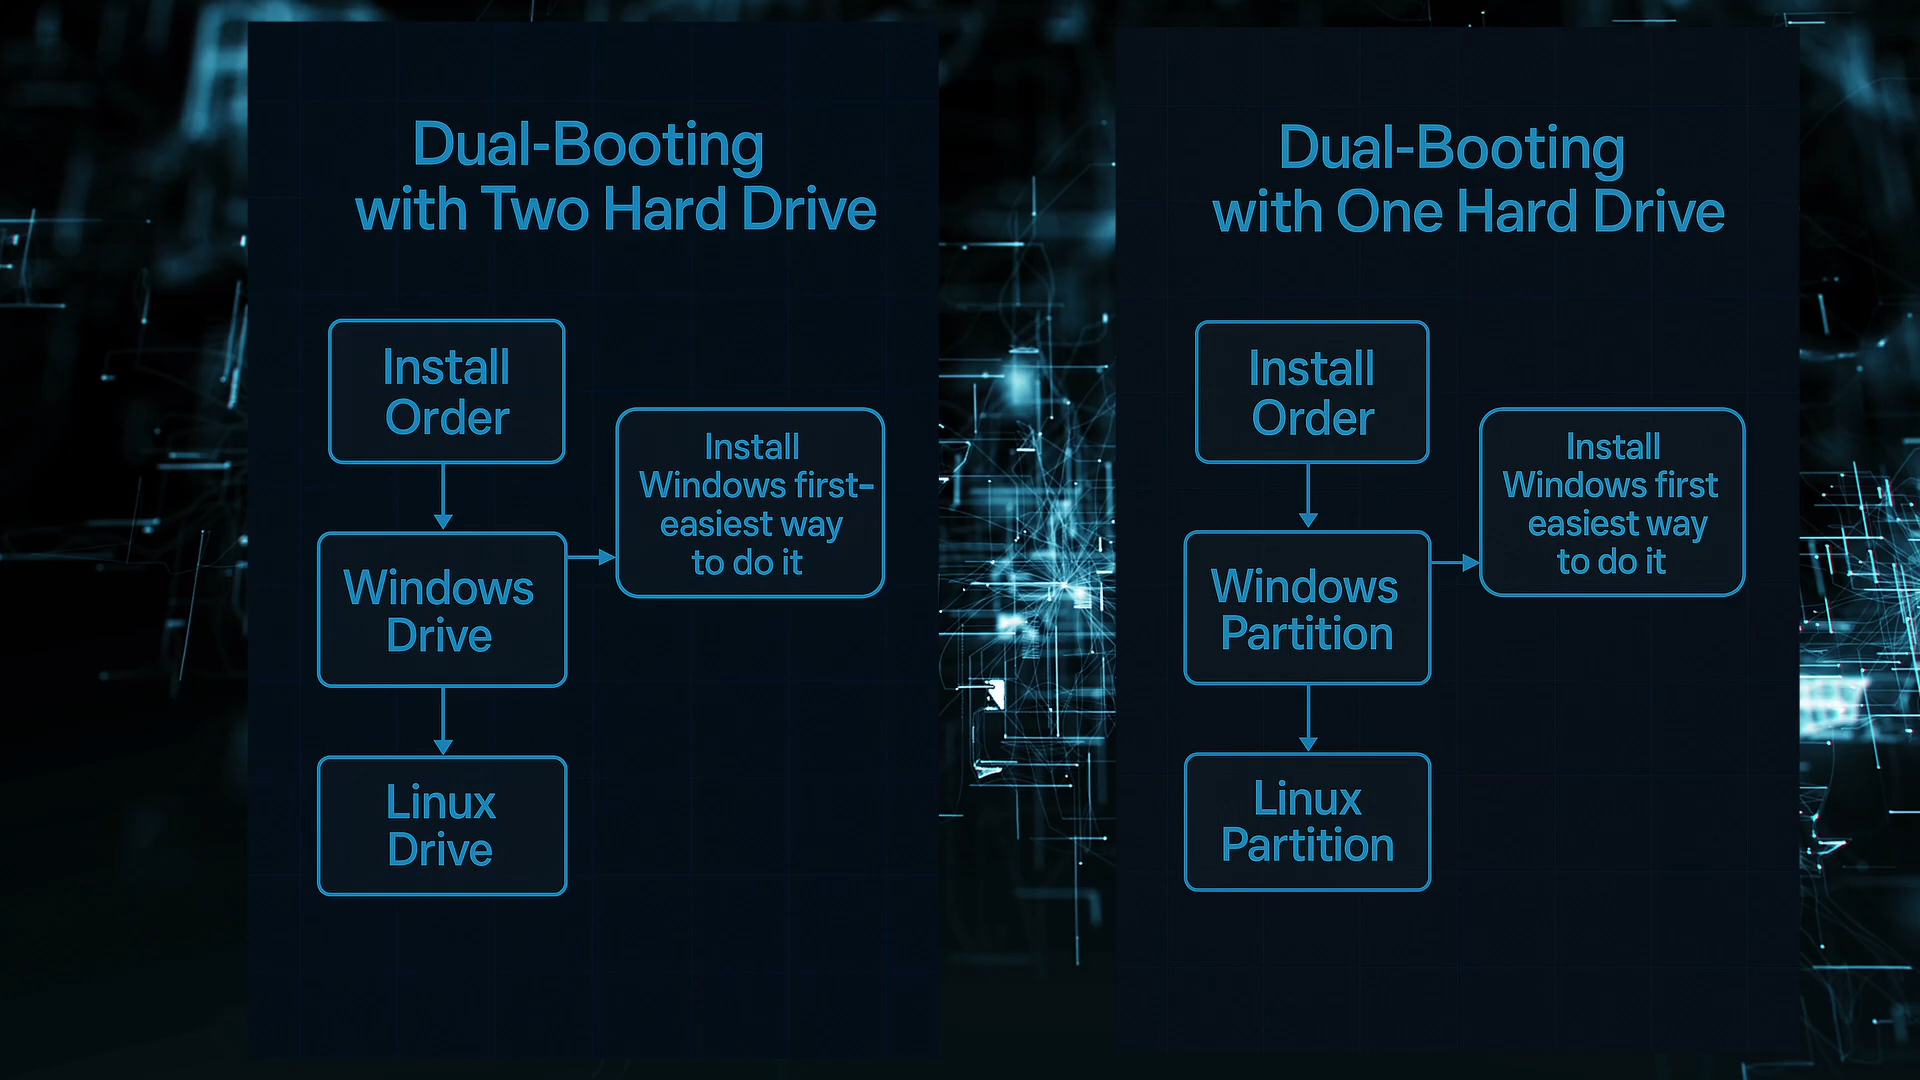 Dual-Booting
with Two Hard Drive
Install
Order
Windows
Drive
Install
Windows first-
easiest way
to do it
Linux
Drive
Dual-Booting
with One Hard Drive
Install
Order
Windows
Partition
Install
Windows first
easiest way
to do it
Linux
Partition